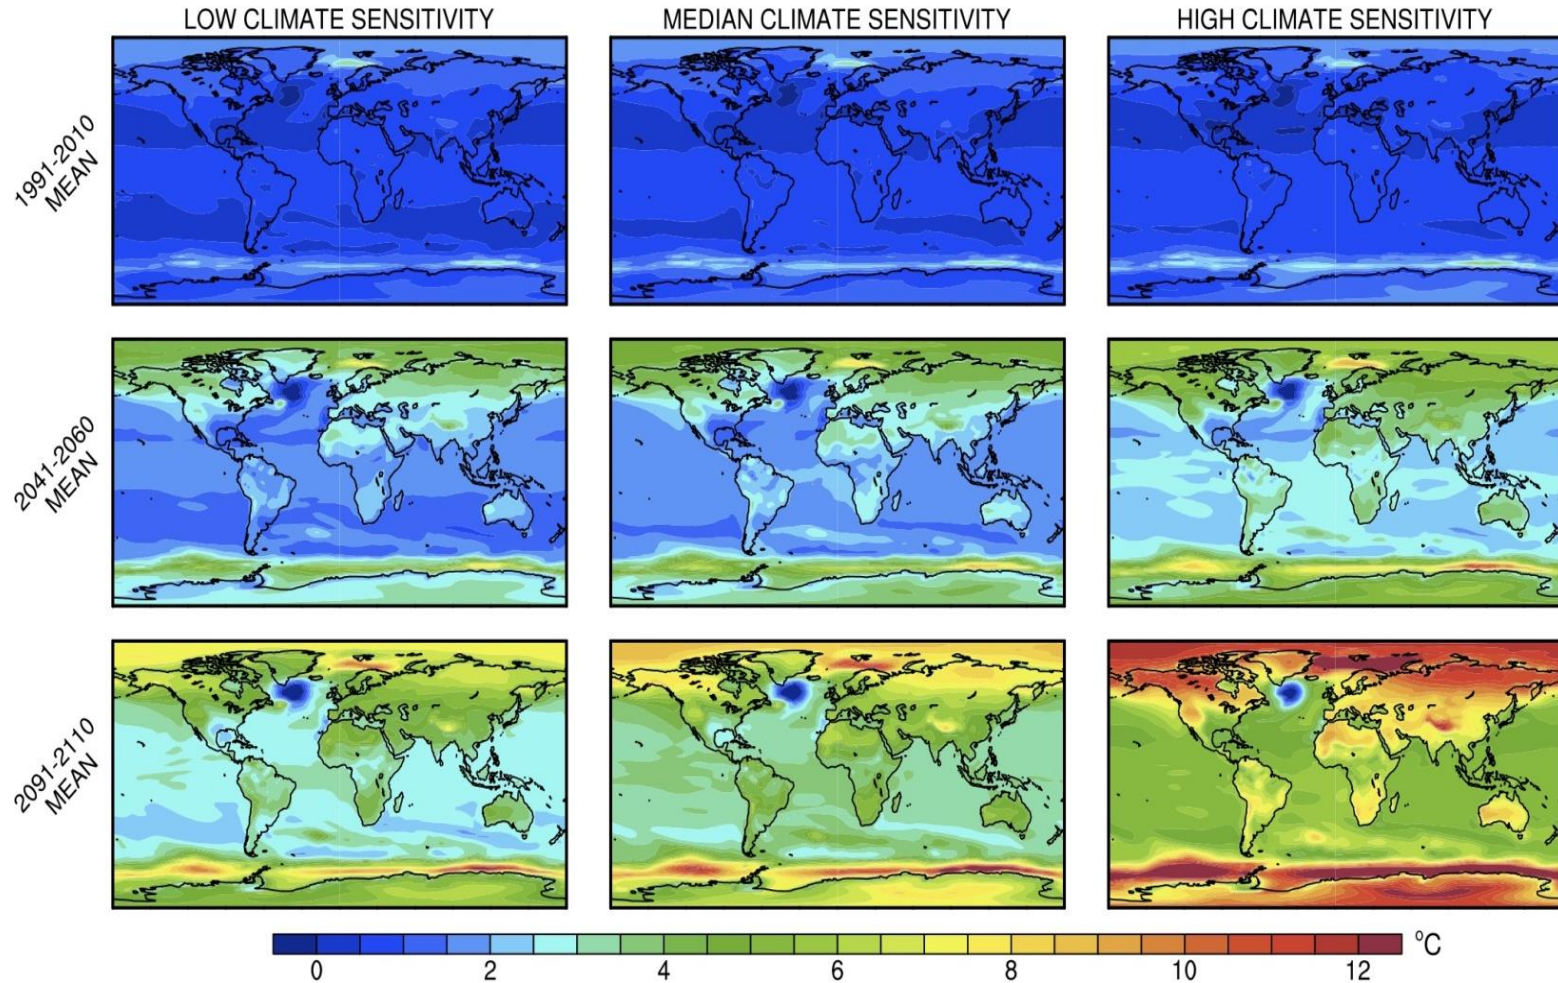 LOW CLIMATE SENSITIVITY
MEDIAN CLIMATE SENSITIVITY
HIGH CLIMATE SENSITIVITY
1991-2010
MEAN
2041-2060
MEAN
2091-2110
MEAN
0 2 4 6 8 10 12 °C